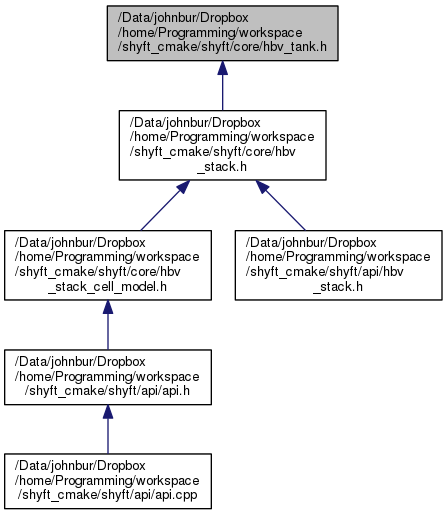 /Data/johnbur/Dropbox
/home/Programming/workspace
/shyft_cmake/shyft/core/hbv_tank.h
/Data/johnbur/Dropbox
/home/Programming/workspace
/shyft_cmake/shyft/core/hbv
_stack.h
/Data/johnbur/Dropbox
/home/Programming/workspace
/shyft_cmake/shyft/core/hbv
_stack_cell_model.h
/Data/johnbur/Dropbox
/home/Programming/workspace
/shyft_cmake/shyft/api/hbv
_stack.h
/Data/johnbur/Dropbox
/home/Programming/workspace
/shyft_cmake/shyft/api/api.h
/Data/johnbur/Dropbox
/home/Programming/workspace
/shyft_cmake/shyft/api/api.cpp